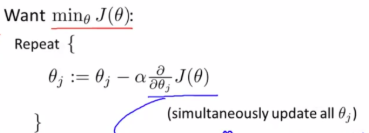 Want min_θ J(θ):
Repeat {
θ_j := θ_j − α ∂/∂θ_j J(θ)
(simultaneously update all θ_j)
}